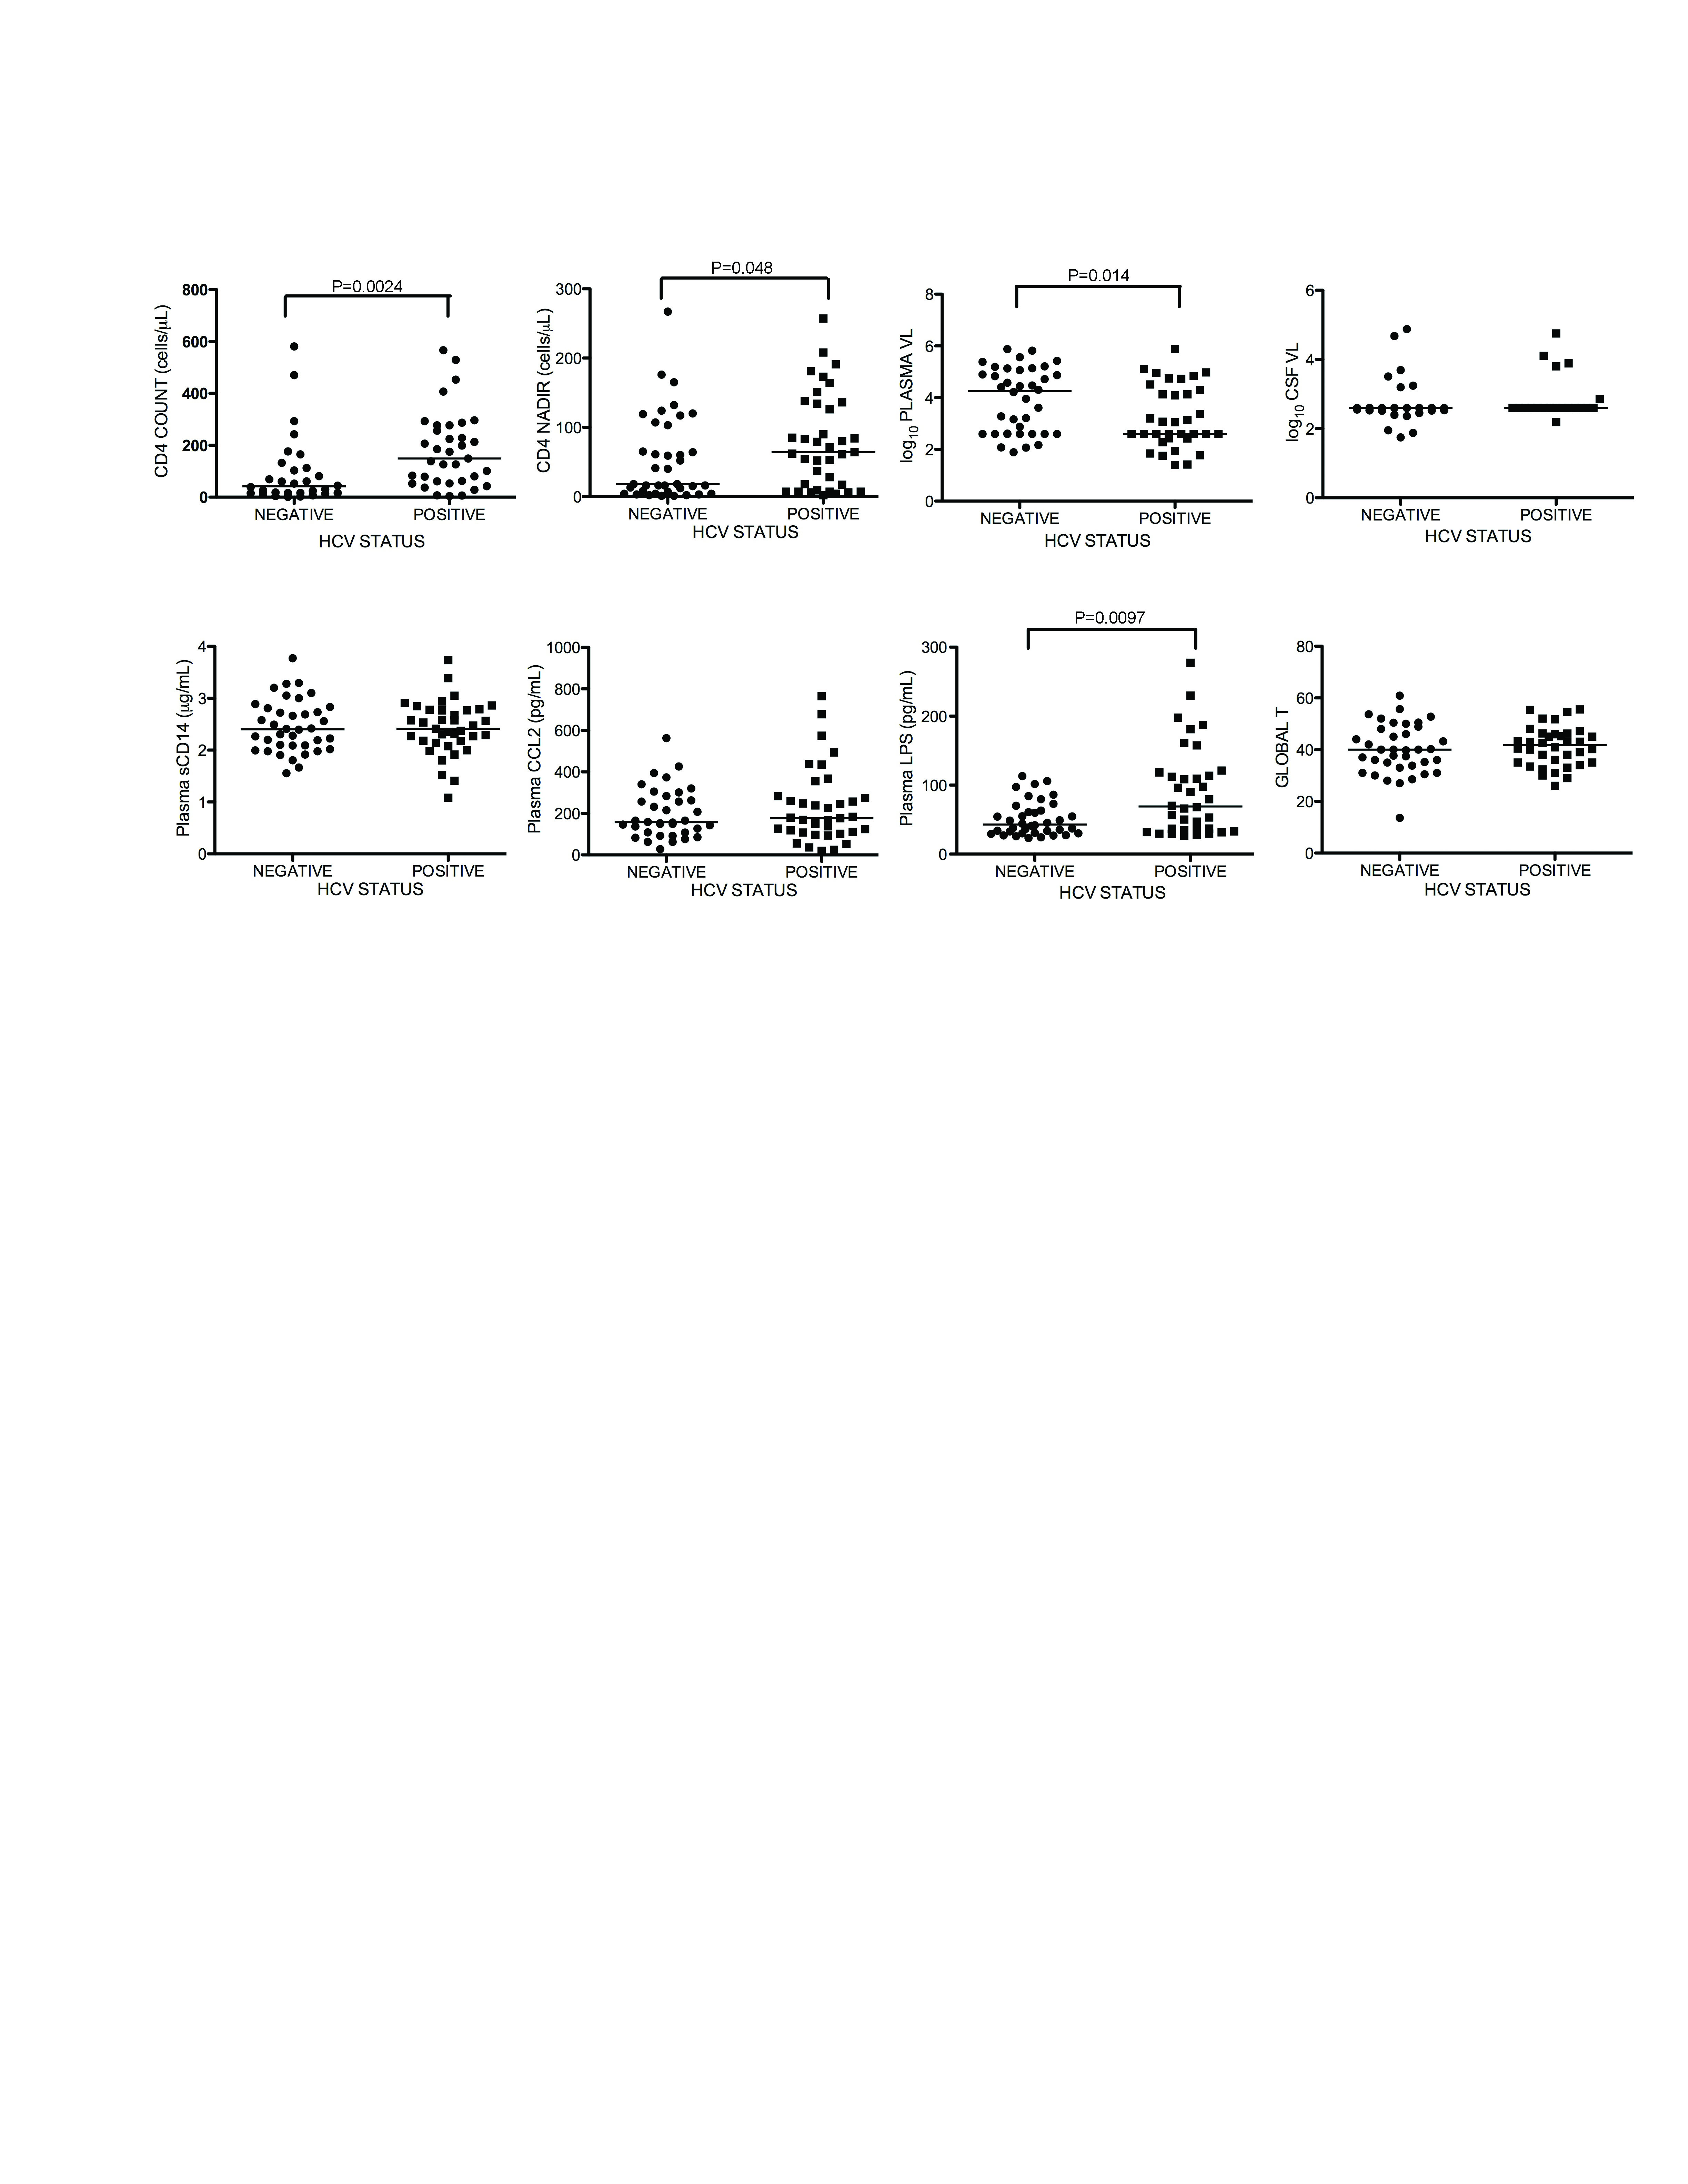 P=0.0024
CD4 COUNT (cells/µL)
800
600
400
200
0
NEGATIVE POSITIVE
HCV STATUS
P=0.048
CD4 NADIR (cells/µL)
300
200
100
0
NEGATIVE POSITIVE
HCV STATUS
P=0.014
log10 PLASMA VL
8
6
4
2
0
NEGATIVE POSITIVE
HCV STATUS
log10 CSF VL
6
4
2
0
NEGATIVE POSITIVE
HCV STATUS
Plasma sCD14 (µg/mL)
4
3
2
1
0
NEGATIVE POSITIVE
HCV STATUS
Plasma CCL2 (pg/mL)
1000
800
600
400
200
0
NEGATIVE POSITIVE
HCV STATUS
P=0.0097
Plasma LPS (pg/mL)
300
200
100
0
NEGATIVE POSITIVE
HCV STATUS
GLOBAL T
80
60
40
20
0
NEGATIVE POSITIVE
HCV STATUS